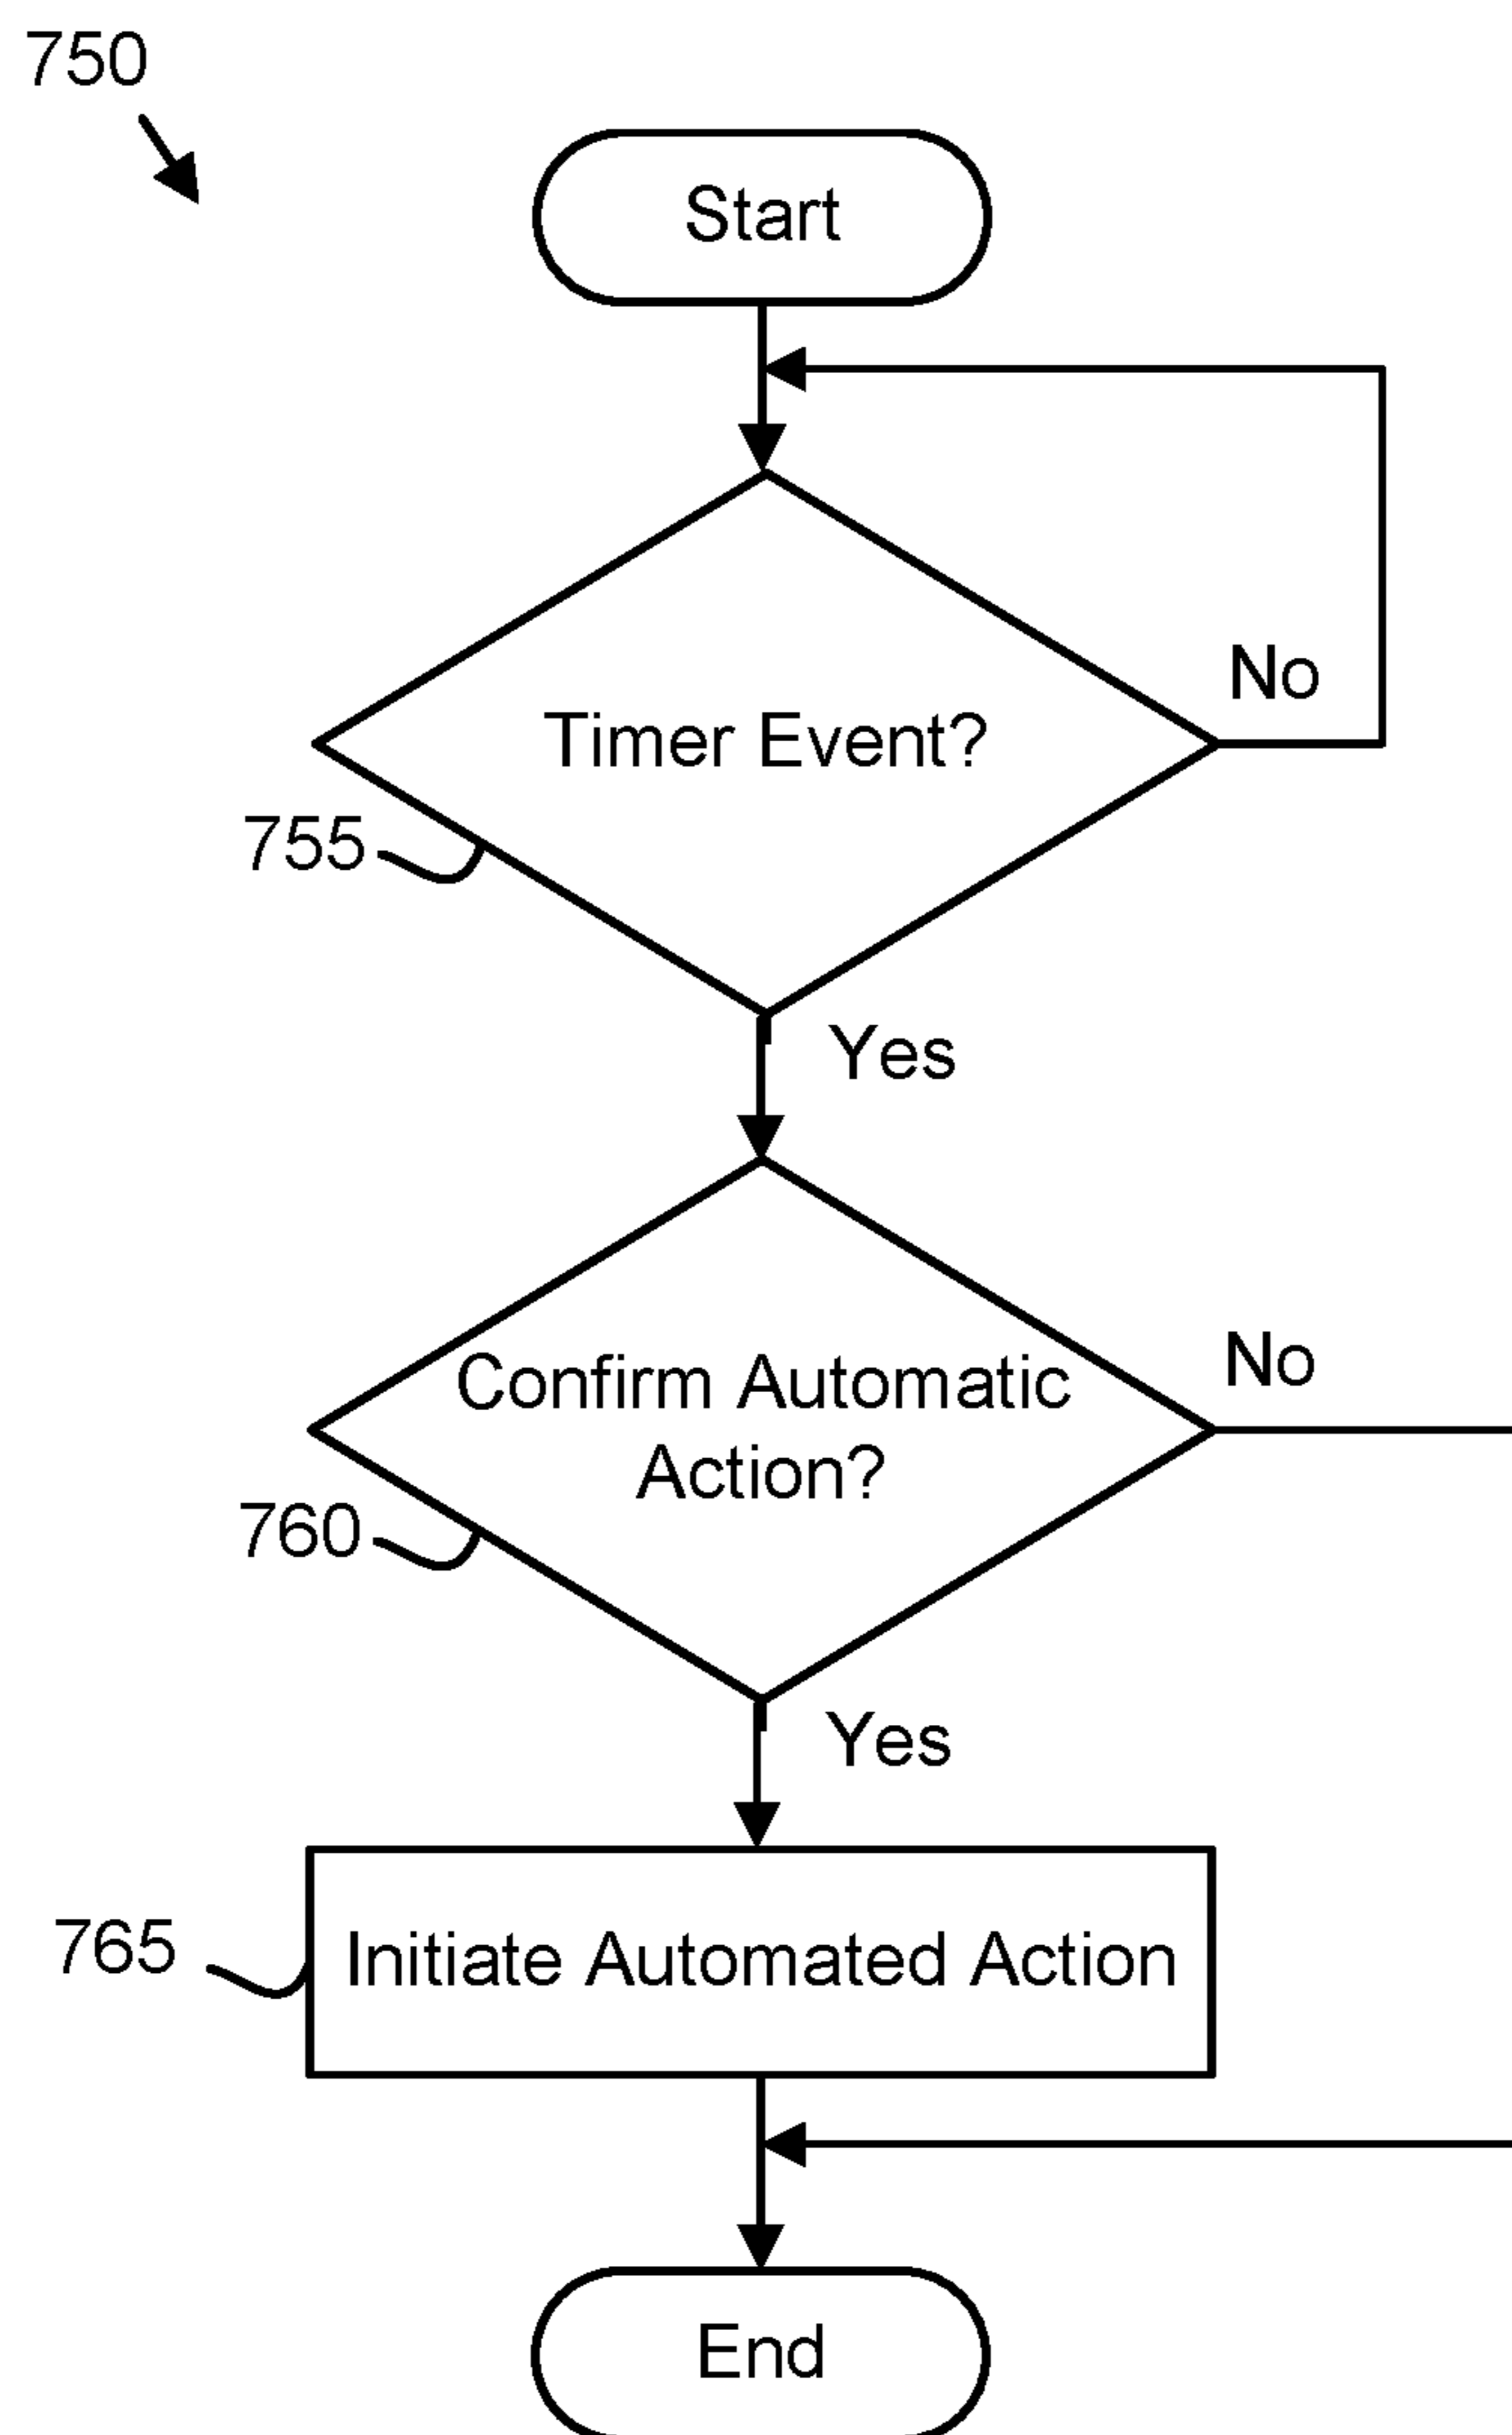 750
Start
No
Timer Event?
755
Yes
No
Confirm Automatic
Action?
760
Yes
765
Initiate Automated Action
End